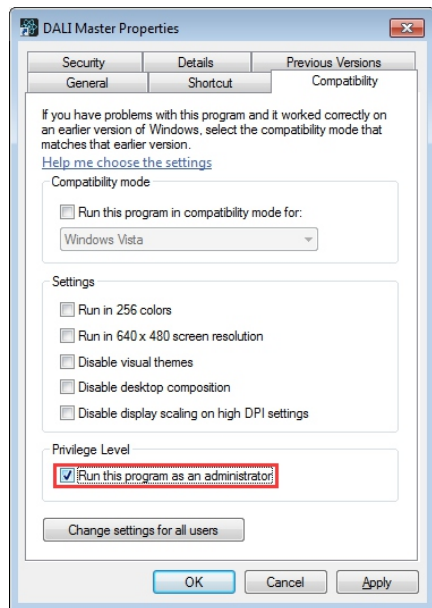 DALI Master Properties
Security
Details
Previous Versions
General
Shortcut
Compatibility
If you have problems with this program and it worked correctly on
an earlier version of Windows, select the compatibility mode that
matches that earlier version.
Help me choose the settings
Compatibility mode
Run this program in compatibility mode for:
Windows Vista
Settings
Run in 256 colors
Run in 640 x 480 screen resolution
Disable visual themes
Disable desktop composition
Disable display scaling on high DPI settings
Privilege Level
Run this program as an administrator
Change settings for all users
OK
Cancel
Apply